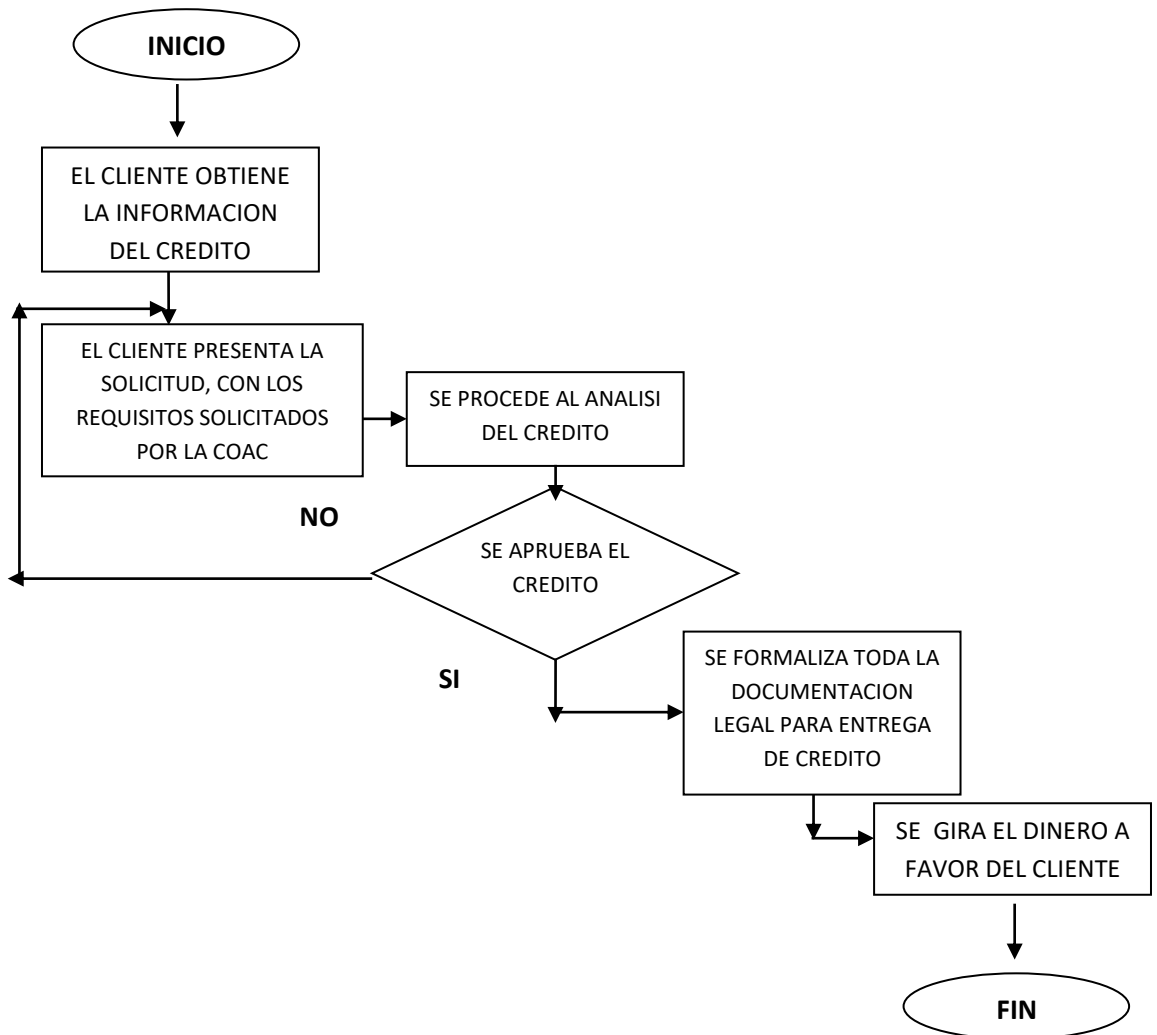 INICIO
EL CLIENTE OBTIENE
LA INFORMACION
DEL CREDITO
EL CLIENTE PRESENTA LA
SOLICITUD, CON LOS
REQUISITOS SOLICITADOS
POR LA COAC
SE PROCEDE AL ANALISI
DEL CREDITO
NO
SE APRUEBA EL
CREDITO
SI
SE FORMALIZA TODA LA
DOCUMENTACION
LEGAL PARA ENTREGA
DE CREDITO
SE GIRA EL DINERO A
FAVOR DEL CLIENTE
FIN